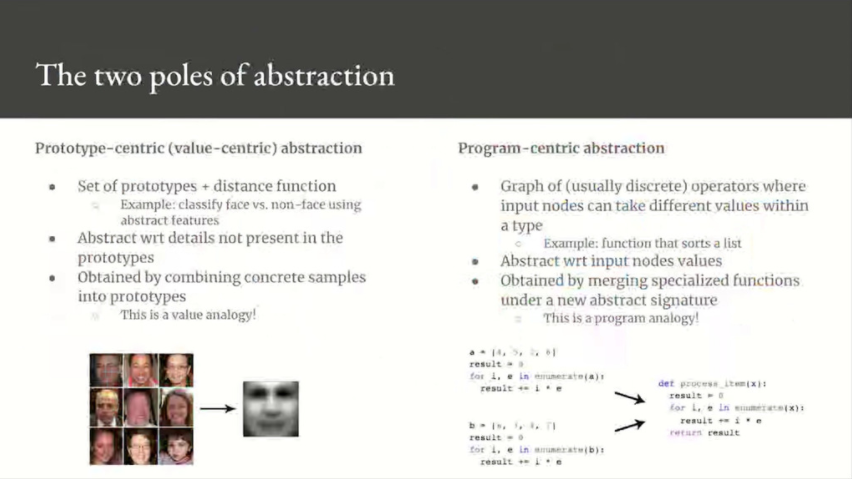 The two poles of abstraction
Prototype-centric (value-centric) abstraction
Set of prototypes + distance function
Example: classify face vs. non-face using
abstract features
Abstract wrt details not present in the
prototypes
Obtained by combining concrete samples
into prototypes
This is a value analogy!
Program-centric abstraction
Graph of (usually discrete) operators where
input nodes can take different values within
a type
Example: function that sorts a list
Abstract wrt input nodes values
Obtained by merging specialized functions
under a new abstract signature
This is a program analogy!
a =
result = 0
for i, e in enumerate(a):
result += i * e
b =
result = 0
for i, e in enumerate(b):
result += i * e
def process_item(x):
result = 0
for i, e in enumerate(x):
result += i * e
return result